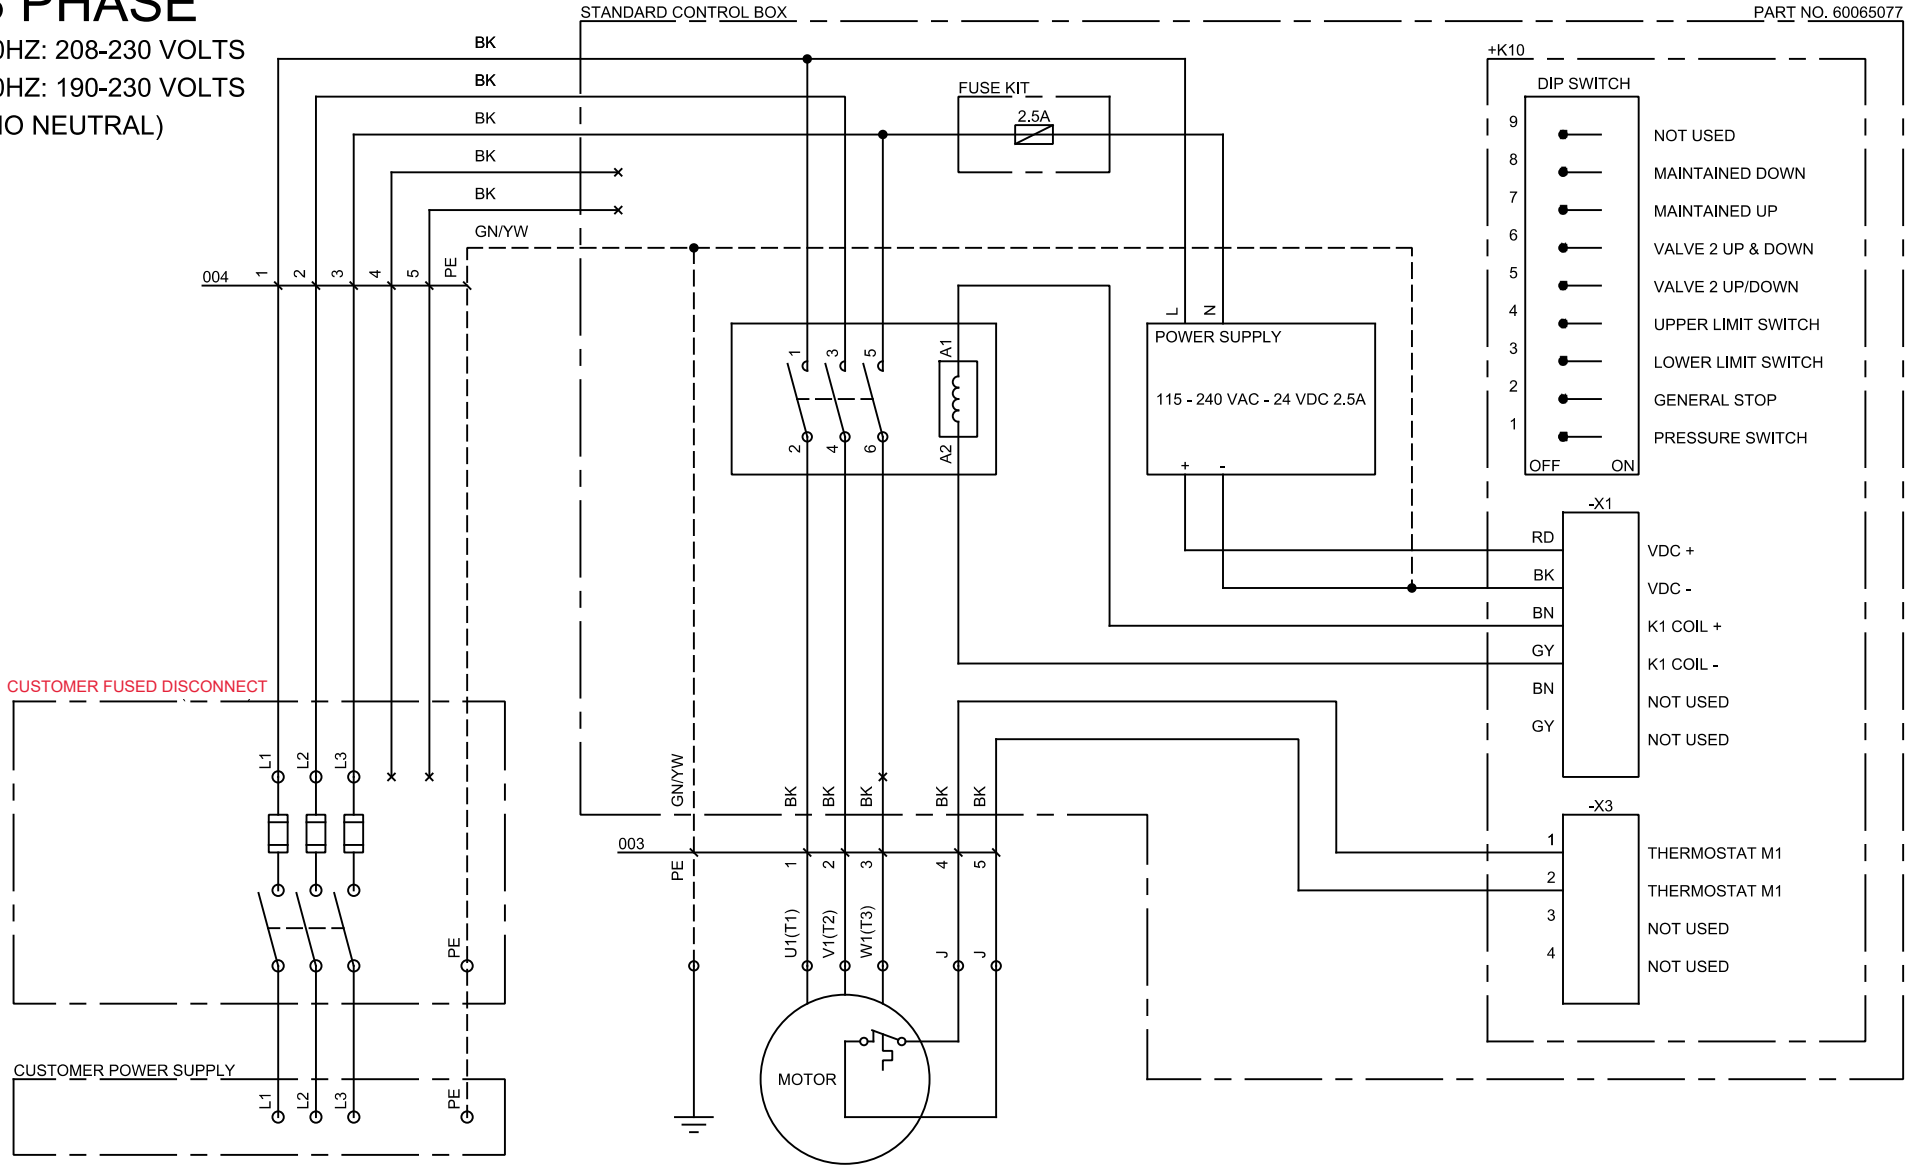 PHASE
0HZ: 208-230 VOLTS
0HZ: 190-230 VOLTS
NEUTRAL)
STANDARD CONTROL BOX
PART NO. 60065077
BK
BK
BK
BK
BK
GN/YW
004
1
2
3
4
5
PE
FUSE KIT
2.5A
+K10
DIP SWITCH
9
NOT USED
8
MAINTAINED DOWN
7
MAINTAINED UP
6
VALVE 2 UP & DOWN
5
VALVE 2 UP/DOWN
4
UPPER LIMIT SWITCH
3
LOWER LIMIT SWITCH
2
GENERAL STOP
1
PRESSURE SWITCH
OFF
ON
1
3
5
A1
2
4
6
A2
L
N
POWER SUPPLY
115 - 240 VAC - 24 VDC 2.5A
+
-
-X1
RD
VDC +
BK
VDC -
BN
K1 COIL +
GY
K1 COIL -
BN
NOT USED
GY
NOT USED
-X3
1
THERMOSTAT M1
2
THERMOSTAT M1
3
NOT USED
4
NOT USED
CUSTOMER FUSED DISCONNECT
L1
L2
L3
PE
CUSTOMER POWER SUPPLY
L1
L2
L3
PE
GN/YW
BK
BK
BK
BK
BK
003
PE
1
2
3
4
5
U1(T1)
V1(T2)
W1(T3)
J
J
MOTOR